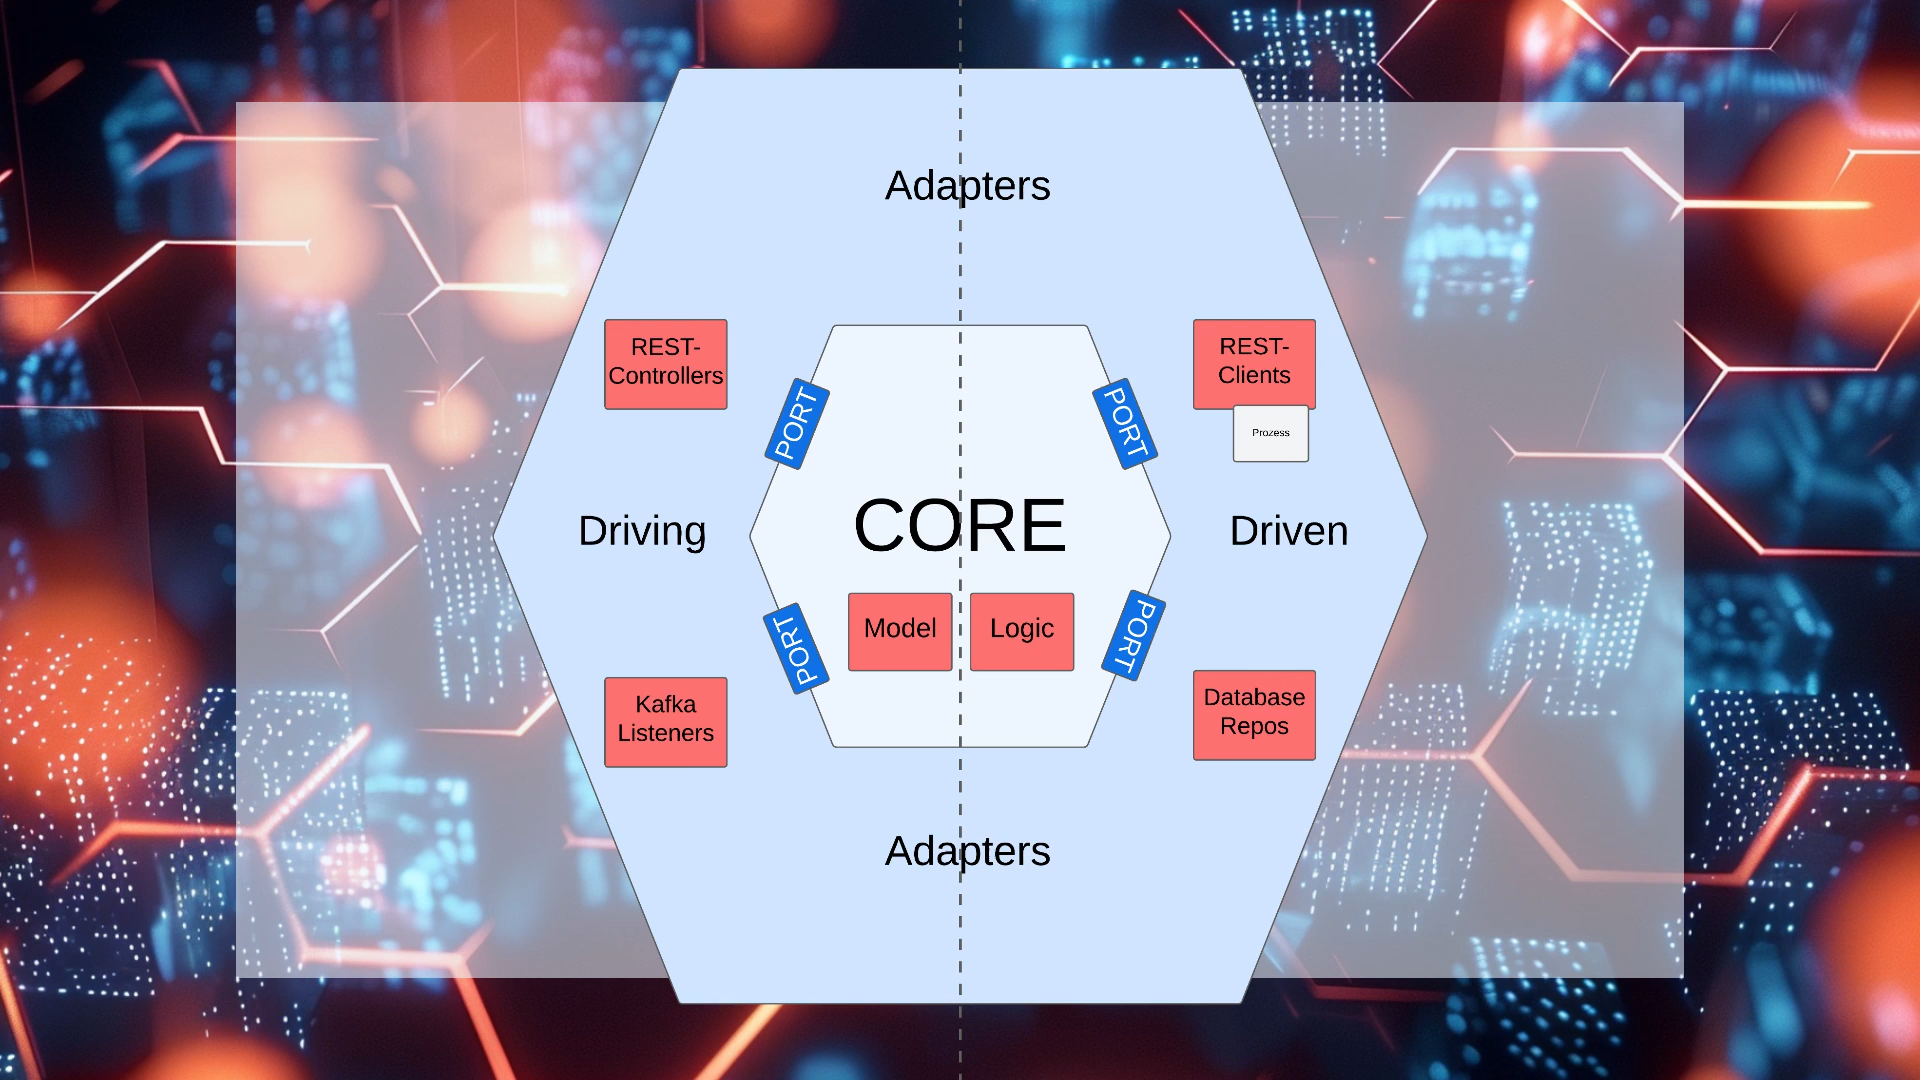 Adapters
REST-
Controllers
REST-
Clients
PORT
PORT
Prozess
Driving
CORE
Driven
Model
Logic
PORT
PORT
Kafka
Listeners
Database
Repos
Adapters